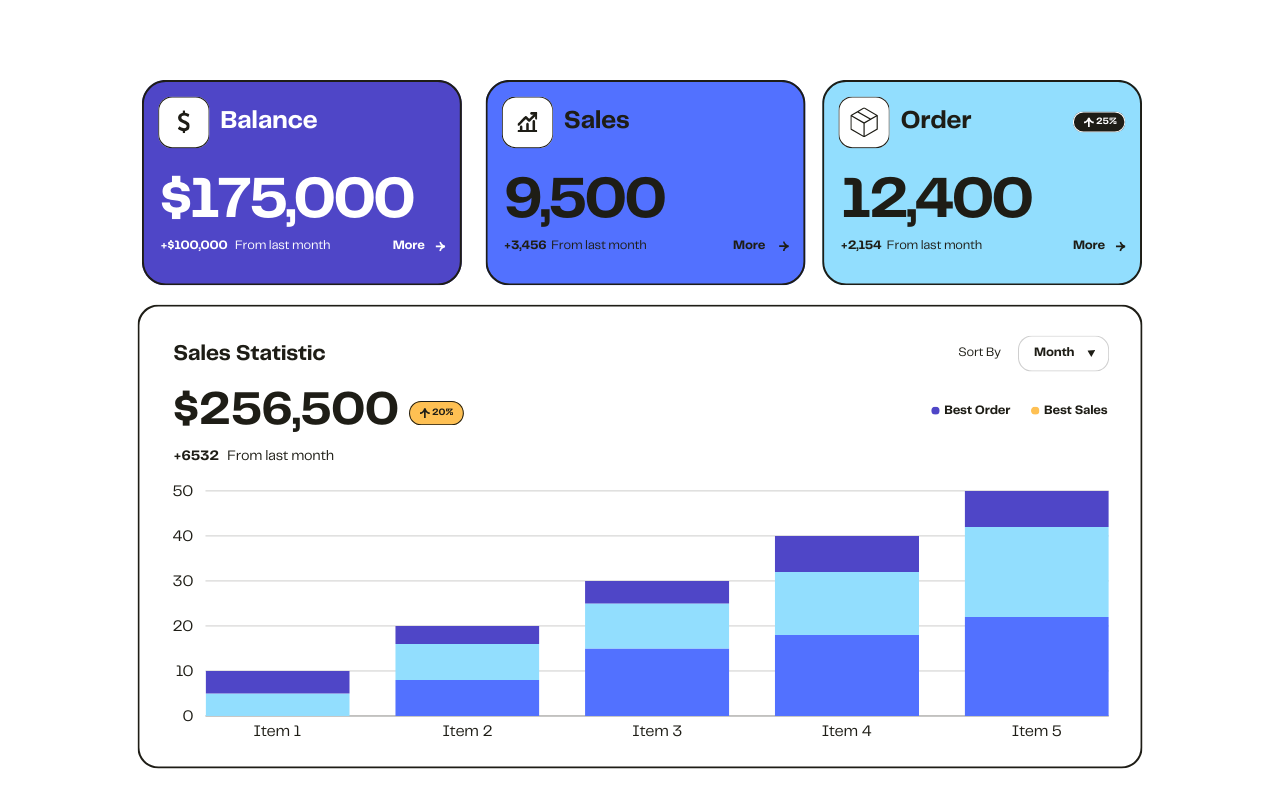 $ Balance
$175,000
+$100,000 From last month More →
Sales
9,500
+3,456 From last month More →
Order ↑ 25%
12,400
+2,154 From last month More →
Sales Statistic
Sort By Month ▼
$256,500 ↑ 20%
Best Order Best Sales
+6532 From last month
50
40
30
20
10
0
Item 1 Item 2 Item 3 Item 4 Item 5